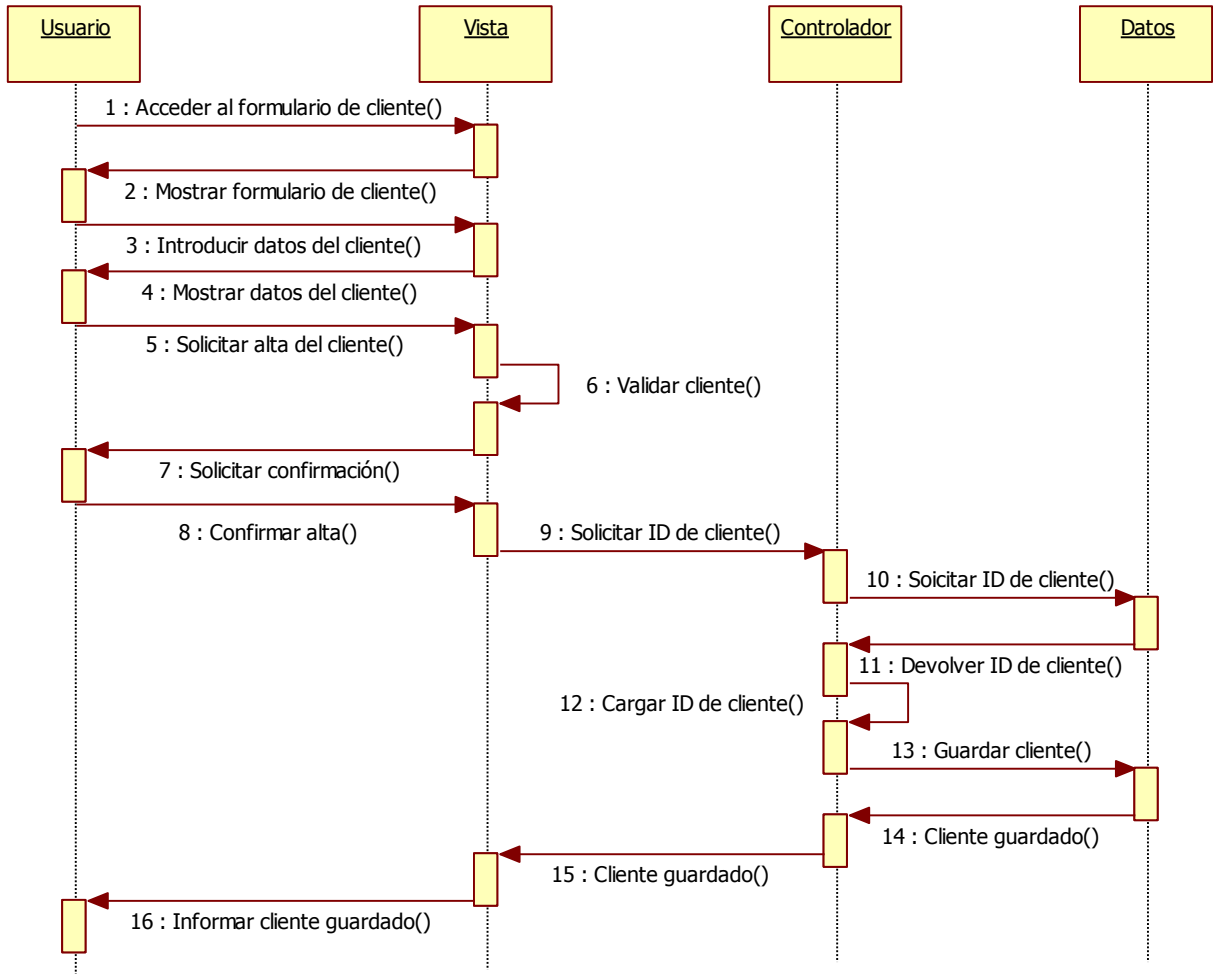 Usuario
Vista
Controlador
Datos
1 : Acceder al formulario de cliente()
2 : Mostrar formulario de cliente()
3 : Introducir datos del cliente()
4 : Mostrar datos del cliente()
5 : Solicitar alta del cliente()
6 : Validar cliente()
7 : Solicitar confirmación()
8 : Confirmar alta()
9 : Solicitar ID de cliente()
10 : Soicitar ID de cliente()
11 : Devolver ID de cliente()
12 : Cargar ID de cliente()
13 : Guardar cliente()
14 : Cliente guardado()
15 : Cliente guardado()
16 : Informar cliente guardado()